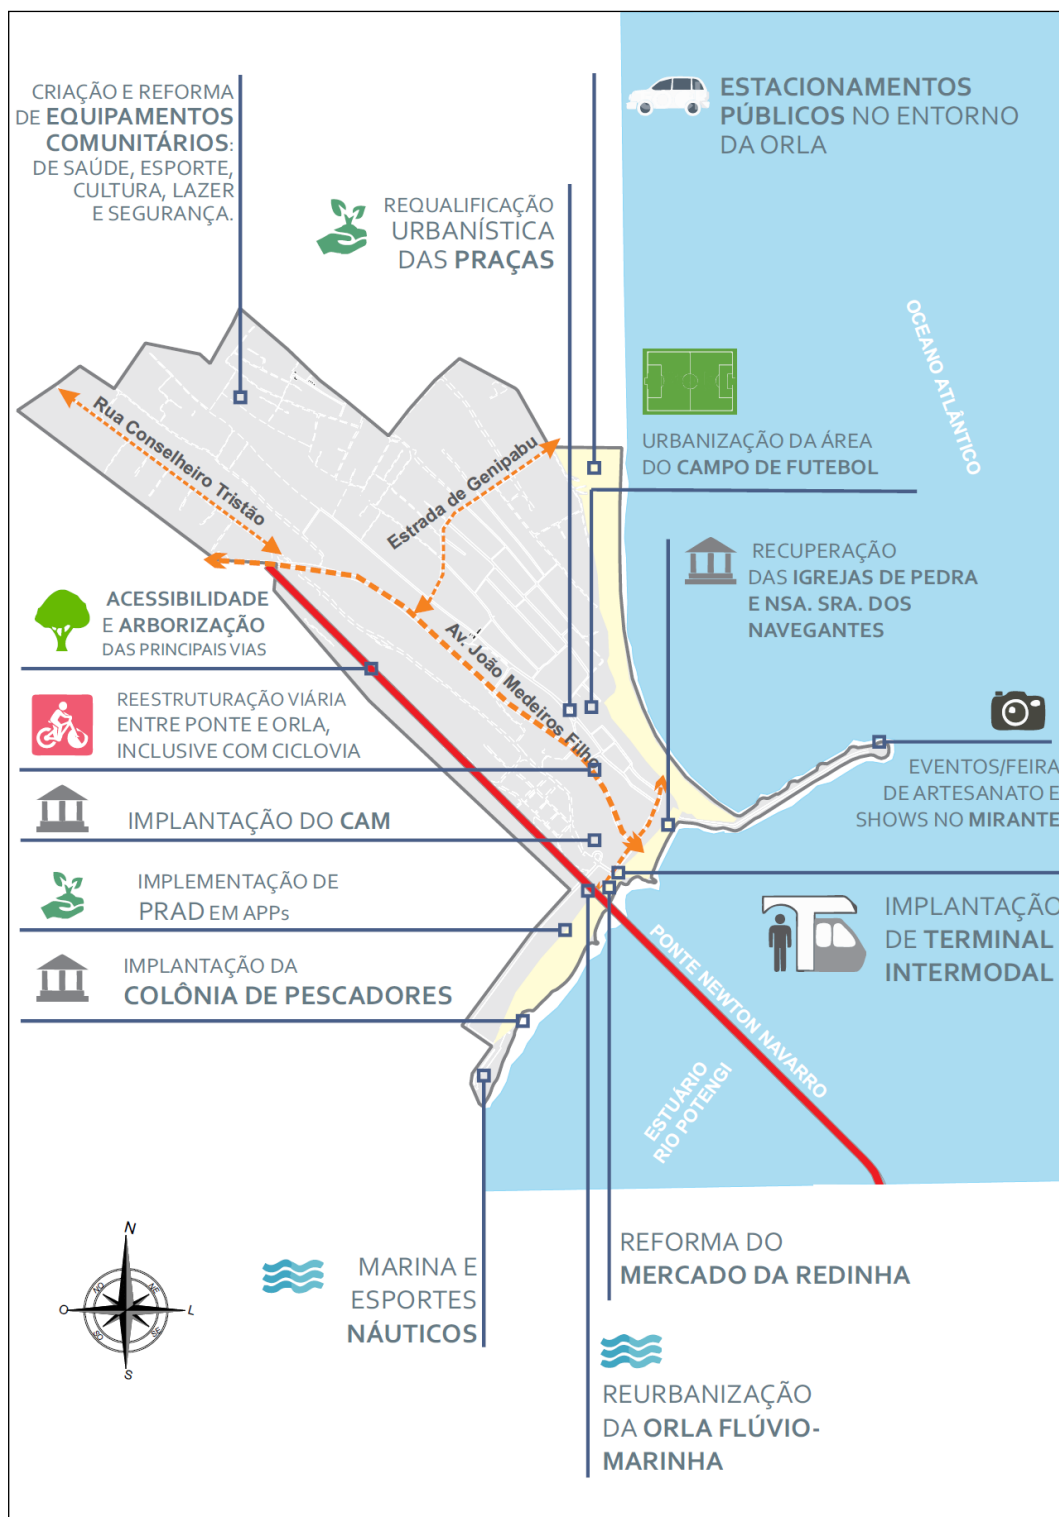 CRIAÇÃO E REFORMA
DE EQUIPAMENTOS
COMUNITÁRIOS:
DE SAÚDE, ESPORTE,
CULTURA, LAZER
E SEGURANÇA.
ESTACIONAMENTOS
PÚBLICOS NO ENTORNO
DA ORLA
REQUALIFICAÇÃO
URBANÍSTICA
DAS PRAÇAS
OCEANO ATLÂNTICO
URBANIZAÇÃO DA ÁREA
DO CAMPO DE FUTEBOL
Rua Conselheiro Tristão
Estrada de Genipabu
Av. João Medeiros Filho
RECUPERAÇÃO
DAS IGREJAS DE PEDRA
E NSA. SRA. DOS
NAVEGANTES
ACESSIBILIDADE
E ARBORIZAÇÃO
DAS PRINCIPAIS VIAS
REESTRUTURAÇÃO VIÁRIA
ENTRE PONTE E ORLA,
INCLUSIVE COM CICLOVIA
EVENTOS/FEIRA
DE ARTESANATO E
SHOWS NO MIRANTE
IMPLANTAÇÃO DO CAM
IMPLEMENTAÇÃO DE
PRAD EM APPs
IMPLANTAÇÃO
DE TERMINAL
INTERMODAL
IMPLANTAÇÃO DA
COLÔNIA DE PESCADORES
PONTE NEWTON NAVARRO
ESTUÁRIO
RIO POTENGI
N
NO
NE
O
L
SO
SE
S
MARINA E
ESPORTES
NÁUTICOS
REFORMA DO
MERCADO DA REDINHA
REURBANIZAÇÃO
DA ORLA FLÚVIO-
MARINHA